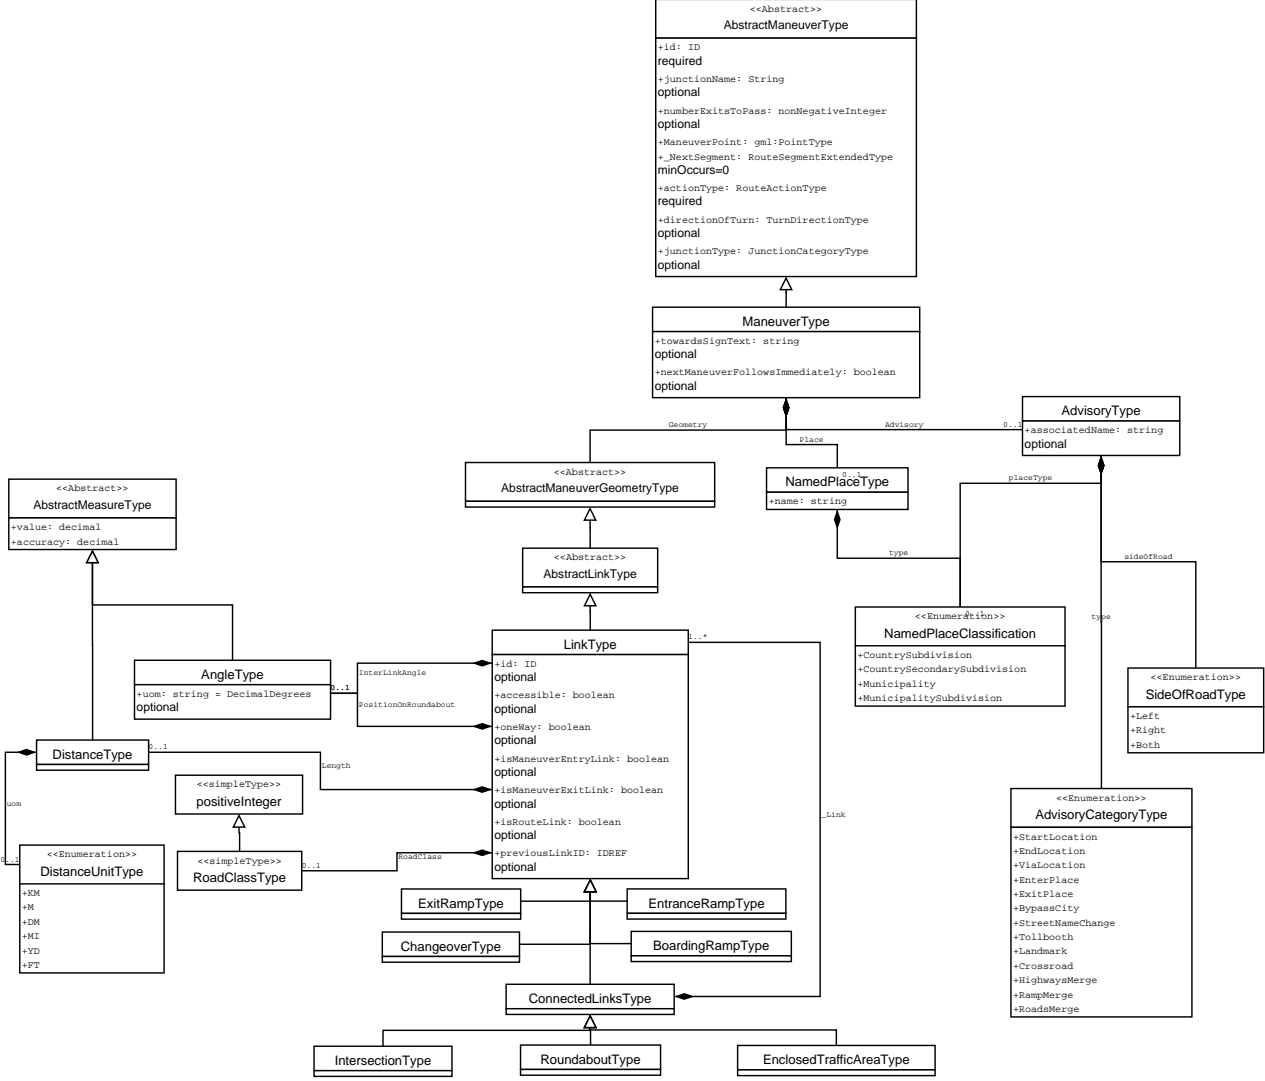 <<Abstract>>
AbstractManeuverType
+id: ID
required
+junctionName: String
optional
+numberExitsToPass: nonNegativeInteger
optional
+ManeuverPoint: gml:PointType
+_NextSegment: RouteSegmentExtendedType
minOccurs=0
+actionType: RouteActionType
required
+directionOfTurn: TurnDirectionType
optional
+junctionType: JunctionCategoryType
optional
ManeuverType
+towardsSignText: string
optional
+nextManeuverFollowsImmediately: boolean
optional
Geometry
Advisory
0..1
Place
AdvisoryType
+associatedName: string
optional
<<Abstract>>
AbstractManeuverGeometryType
0..1
NamedPlaceType
+name: string
placeType
type
sideOfRoad
<<Abstract>>
AbstractMeasureType
+value: decimal
+accuracy: decimal
<<Abstract>>
AbstractLinkType
0..1
<<Enumeration>>
NamedPlaceClassification
+CountrySubdivision
+CountrySecondarySubdivision
+Municipality
+MunicipalitySubdivision
type
<<Enumeration>>
SideOfRoadType
+Left
+Right
+Both
LinkType
1..*
+id: ID
optional
+accessible: boolean
optional
+oneWay: boolean
optional
+isManeuverEntryLink: boolean
optional
+isManeuverExitLink: boolean
optional
+isRouteLink: boolean
optional
+previousLinkID: IDREF
optional
_Link
AngleType
+uom: string = DecimalDegrees
optional
InterLinkAngle
0..1
PositionOnRoundabout
DistanceType
0..1
Length
uom
0..1
<<simpleType>>
positiveInteger
<<simpleType>>
RoadClassType
0..1
RoadClass
<<Enumeration>>
DistanceUnitType
+KM
+M
+DM
+MI
+YD
+FT
<<Enumeration>>
AdvisoryCategoryType
+StartLocation
+EndLocation
+ViaLocation
+EnterPlace
+ExitPlace
+BypassCity
+StreetNameChange
+Tollbooth
+Landmark
+Crossroad
+HighwaysMerge
+RampMerge
+RoadsMerge
ExitRampType
EntranceRampType
ChangeoverType
BoardingRampType
ConnectedLinksType
IntersectionType
RoundaboutType
EnclosedTrafficAreaType